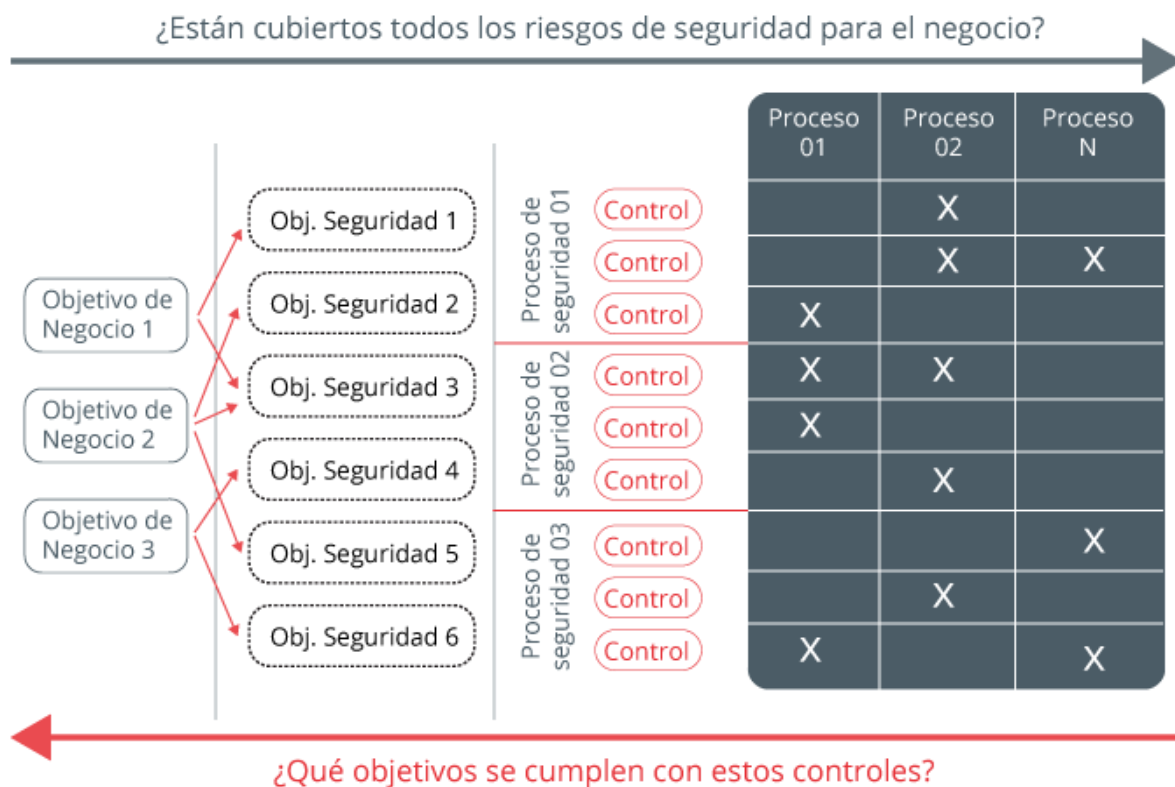 ¿Están cubiertos todos los riesgos de seguridad para el negocio?
Proceso
01
Proceso
02
Proceso
N
Objetivo de
Negocio 1
Objetivo de
Negocio 2
Objetivo de
Negocio 3
Obj. Seguridad 1
Obj. Seguridad 2
Obj. Seguridad 3
Obj. Seguridad 4
Obj. Seguridad 5
Obj. Seguridad 6
Proceso de
seguridad 01
Control
X
Control
X X
Control
X
Proceso de
seguridad 02
Control
X X
Control
X
Control
X
Proceso de
seguridad 03
Control
X
Control
X
Control
X X
¿Qué objetivos se cumplen con estos controles?